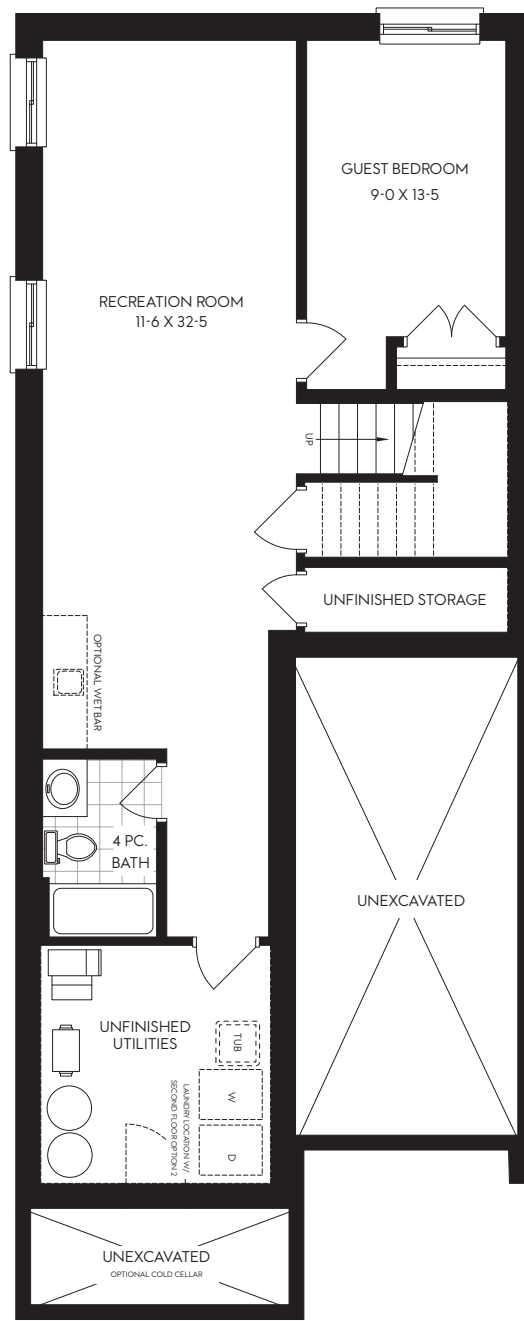 GUEST BEDROOM
9-0 X 13-5
RECREATION ROOM
11-6 X 32-5
UP
UNFINISHED STORAGE
OPTIONAL WET BAR
4 PC.
BATH
UNEXCAVATED
UNFINISHED
UTILITIES
TUB
W
D
LAUNDRY LOCATION W/
SECOND FLOOR OPTION 2
UNEXCAVATED
OPTIONAL COLD CELLAR